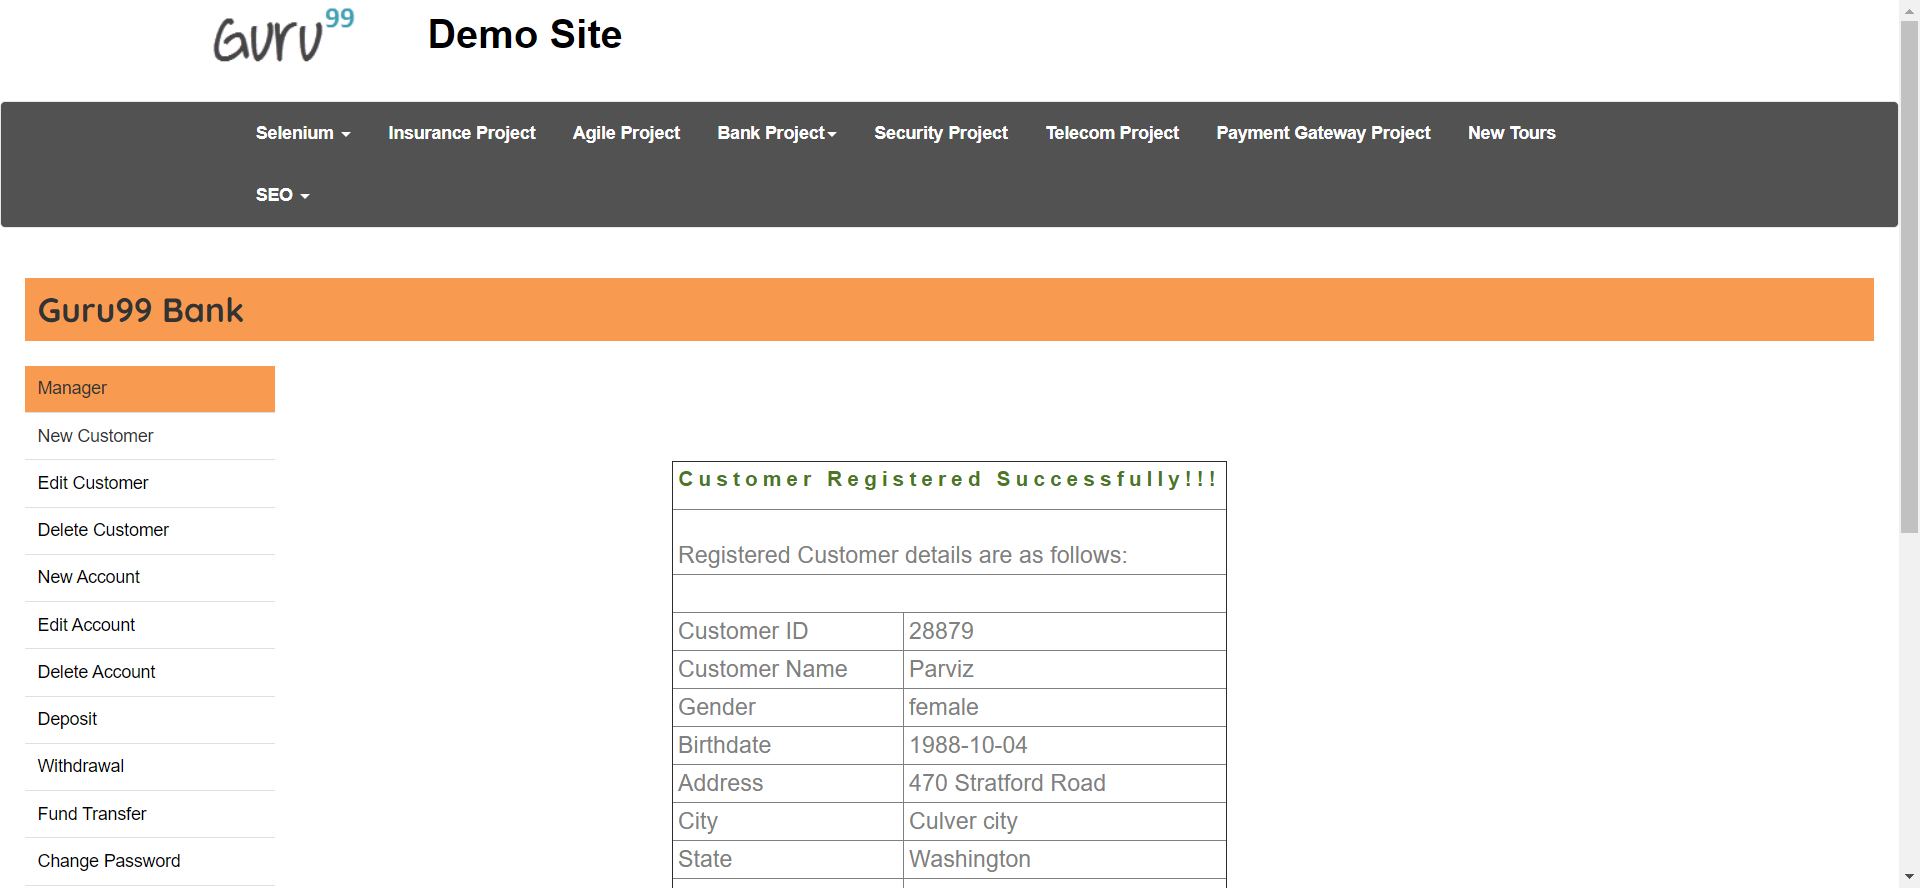 Guru99
Demo Site
Selenium Insurance Project Agile Project Bank Project Security Project Telecom Project Payment Gateway Project New Tours
SEO
Guru99 Bank
Manager
New Customer
Edit Customer
Delete Customer
New Account
Edit Account
Delete Account
Deposit
Withdrawal
Fund Transfer
Change Password
Customer Registered Successfully!!!
Registered Customer details are as follows:
Customer ID 28879
Customer Name Parviz
Gender female
Birthdate 1988-10-04
Address 470 Stratford Road
City Culver city
State Washington